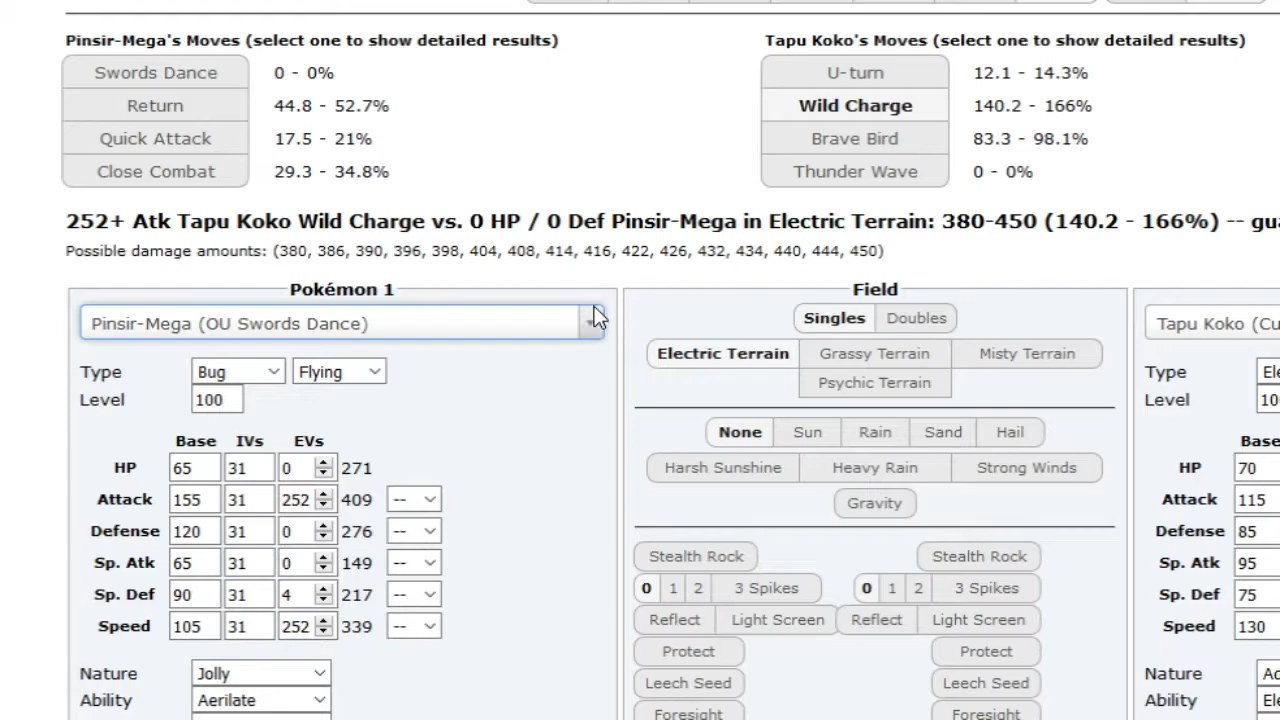 Pinsir-Mega's Moves (select one to show detailed results)
Swords Dance 0 - 0%
Return 44.8 - 52.7%
Quick Attack 17.5 - 21%
Close Combat 29.3 - 34.8%
Tapu Koko's Moves (select one to show detailed results)
U-turn 12.1 - 14.3%
Wild Charge 140.2 - 166%
Brave Bird 83.3 - 98.1%
Thunder Wave 0 - 0%
252+ Atk Tapu Koko Wild Charge vs. 0 HP / 0 Def Pinsir-Mega in Electric Terrain: 380-450 (140.2 - 166%) -- gua
Possible damage amounts: (380, 386, 390, 396, 398, 404, 408, 414, 416, 422, 426, 432, 434, 440, 444, 450)
Pokémon 1
Pinsir-Mega (OU Swords Dance)
Type Bug Flying
Level 100
Base IVs EVs
HP 65 31 0 271
Attack 155 31 252 409 --
Defense 120 31 0 276 --
Sp. Atk 65 31 0 149 --
Sp. Def 90 31 4 217 --
Speed 105 31 252 339 --
Nature Jolly
Ability Aerilate
Field
Singles Doubles
Electric Terrain Grassy Terrain Misty Terrain
Psychic Terrain
None Sun Rain Sand Hail
Harsh Sunshine Heavy Rain Strong Winds
Gravity
Stealth Rock Stealth Rock
0 1 2 3 Spikes 0 1 2 3 Spikes
Reflect Light Screen Reflect Light Screen
Protect Protect
Leech Seed Leech Seed
Foresight Foresight
Tapu Koko (Cu
Type Ele
Level 100
Base
HP 70
Attack 115
Defense 85
Sp. Atk 95
Sp. Def 75
Speed 130
Nature Ad
Ability Ele